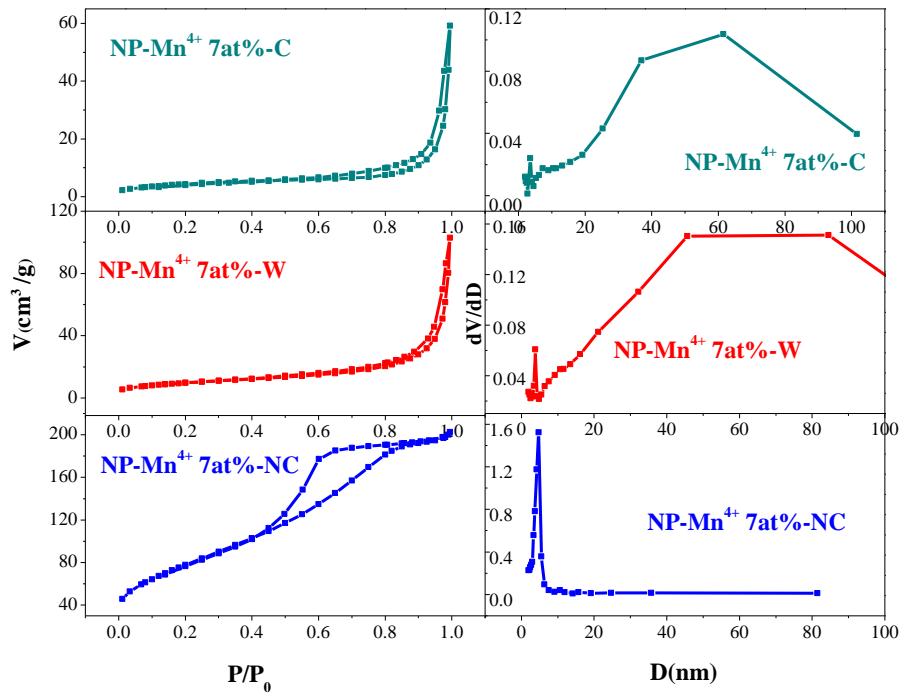 NP-Mn⁴⁺ 7at%-C
60
40
20
0
0.0 0.2 0.4 0.6 0.8 1.0
NP-Mn⁴⁺ 7at%-C
0.12
0.08
0.04
0.00
0 20 40 60 80 100
NP-Mn⁴⁺ 7at%-W
120
80
40
0
0.0 0.2 0.4 0.6 0.8 1.0
NP-Mn⁴⁺ 7at%-W
0.16
0.12
0.08
0.04
0 20 40 60 80 100
NP-Mn⁴⁺ 7at%-NC
200
160
120
80
40
0.0 0.2 0.4 0.6 0.8 1.0
NP-Mn⁴⁺ 7at%-NC
1.6
1.2
0.8
0.4
0.0
0 20 40 60 80 100
V(cm³/g)
dV/dD
P/P₀
D(nm)